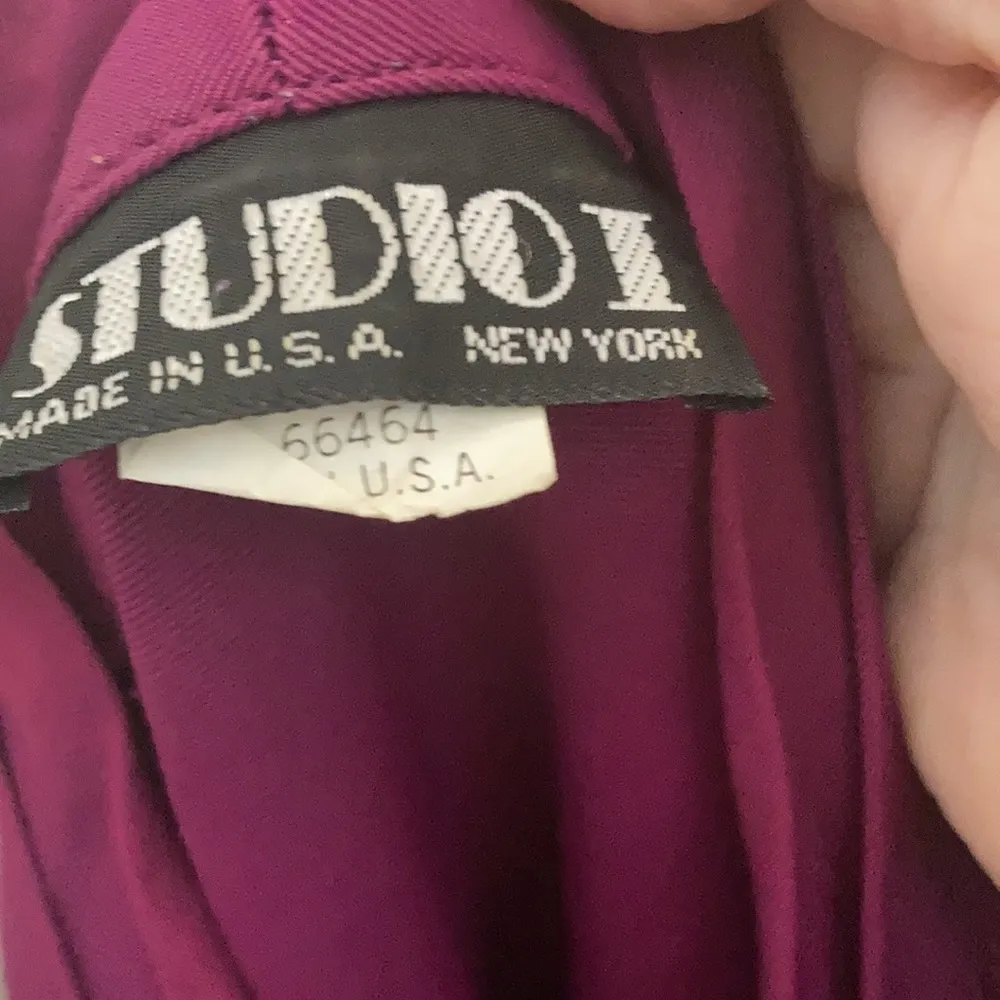 STUDIO I
MADE IN U.S.A. NEW YORK
66464
U.S.A.